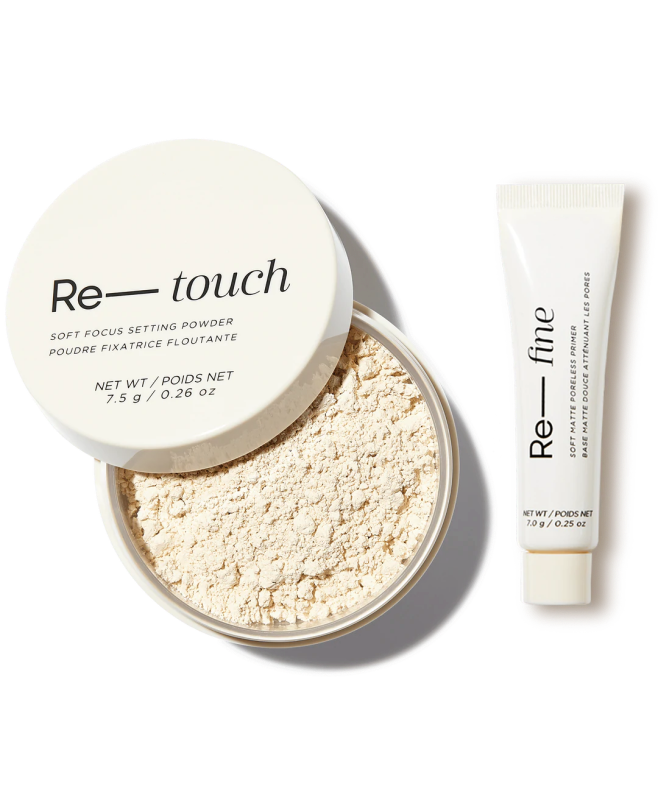 Re— touch
SOFT FOCUS SETTING POWDER
POUDRE FIXATRICE FLOUTANTE
NET WT / POIDS NET
7.5 g / 0.26 oz
Re— fine
SOFT MATTE PORELESS PRIMER
BASE MATTE DOUCE ATTÉNUANT LES PORES
NET WT / POIDS NET
7.0 g / 0.25 oz